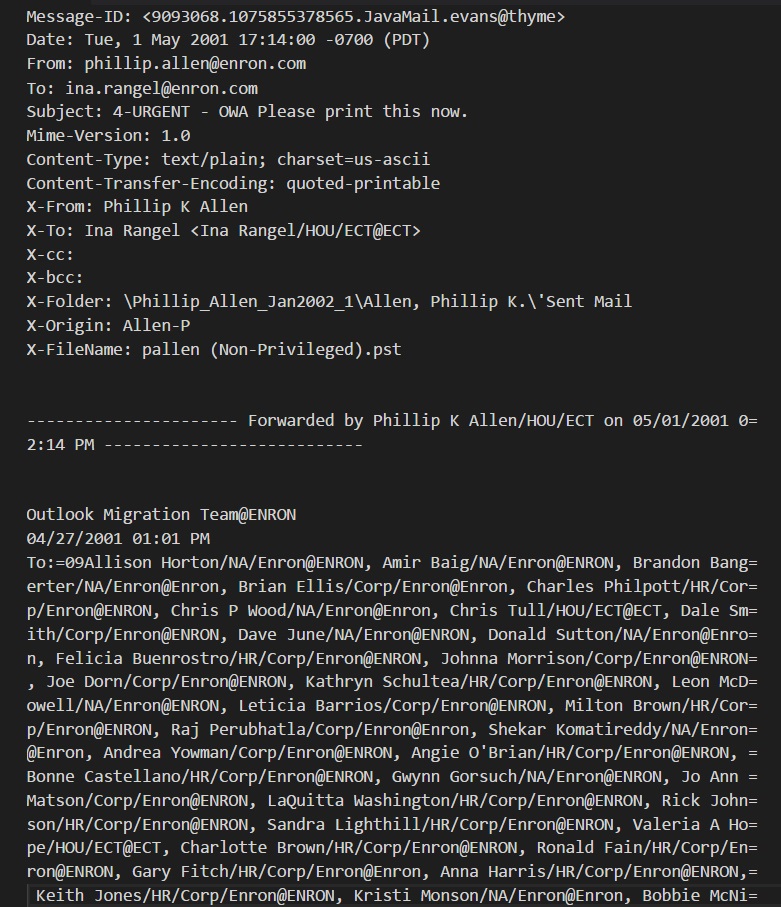 Message-ID: <9093068.1075855378565.JavaMail.evans@thyme>
Date: Tue, 1 May 2001 17:14:00 -0700 (PDT)
From: phillip.allen@enron.com
To: ina.rangel@enron.com
Subject: 4-URGENT - OWA Please print this now.
Mime-Version: 1.0
Content-Type: text/plain; charset=us-ascii
Content-Transfer-Encoding: quoted-printable
X-From: Phillip K Allen
X-To: Ina Rangel <Ina Rangel/HOU/ECT@ECT>
X-cc:
X-bcc:
X-Folder: \Phillip_Allen_Jan2002_1\Allen, Phillip K.\'Sent Mail
X-Origin: Allen-P
X-FileName: pallen (Non-Privileged).pst
---------------------- Forwarded by Phillip K Allen/HOU/ECT on 05/01/2001 0=
2:14 PM ---------------------------
Outlook Migration Team@ENRON
04/27/2001 01:01 PM
To:=09Allison Horton/NA/Enron@ENRON, Amir Baig/NA/Enron@ENRON, Brandon Bang=
erter/NA/Enron@Enron, Brian Ellis/Corp/Enron@Enron, Charles Philpott/HR/Cor=
p/Enron@ENRON, Chris P Wood/NA/Enron@Enron, Chris Tull/HOU/ECT@ECT, Dale Sm=
ith/Corp/Enron@ENRON, Dave June/NA/Enron@ENRON, Donald Sutton/NA/Enron@Enro=
n, Felicia Buenrostro/HR/Corp/Enron@ENRON, Johnna Morrison/Corp/Enron@ENRON=
, Joe Dorn/Corp/Enron@ENRON, Kathryn Schultea/HR/Corp/Enron@ENRON, Leon McD=
owell/NA/Enron@ENRON, Leticia Barrios/Corp/Enron@ENRON, Milton Brown/HR/Cor=
p/Enron@ENRON, Raj Perubhatla/Corp/Enron@Enron, Shekar Komatireddy/NA/Enron=
@Enron, Andrea Yowman/Corp/Enron@ENRON, Angie O'Brian/HR/Corp/Enron@ENRON, =
Bonne Castellano/HR/Corp/Enron@ENRON, Gwynn Gorsuch/NA/Enron@ENRON, Jo Ann =
Matson/Corp/Enron@ENRON, LaQuitta Washington/HR/Corp/Enron@ENRON, Rick John=
son/HR/Corp/Enron@ENRON, Sandra Lighthill/HR/Corp/Enron@ENRON, Valeria A Ho=
pe/HOU/ECT@ECT, Charlotte Brown/HR/Corp/Enron@ENRON, Ronald Fain/HR/Corp/En=
ron@ENRON, Gary Fitch/HR/Corp/Enron@Enron, Anna Harris/HR/Corp/Enron@ENRON,=
Keith Jones/HR/Corp/Enron@ENRON, Kristi Monson/NA/Enron@Enron, Bobbie McNi=